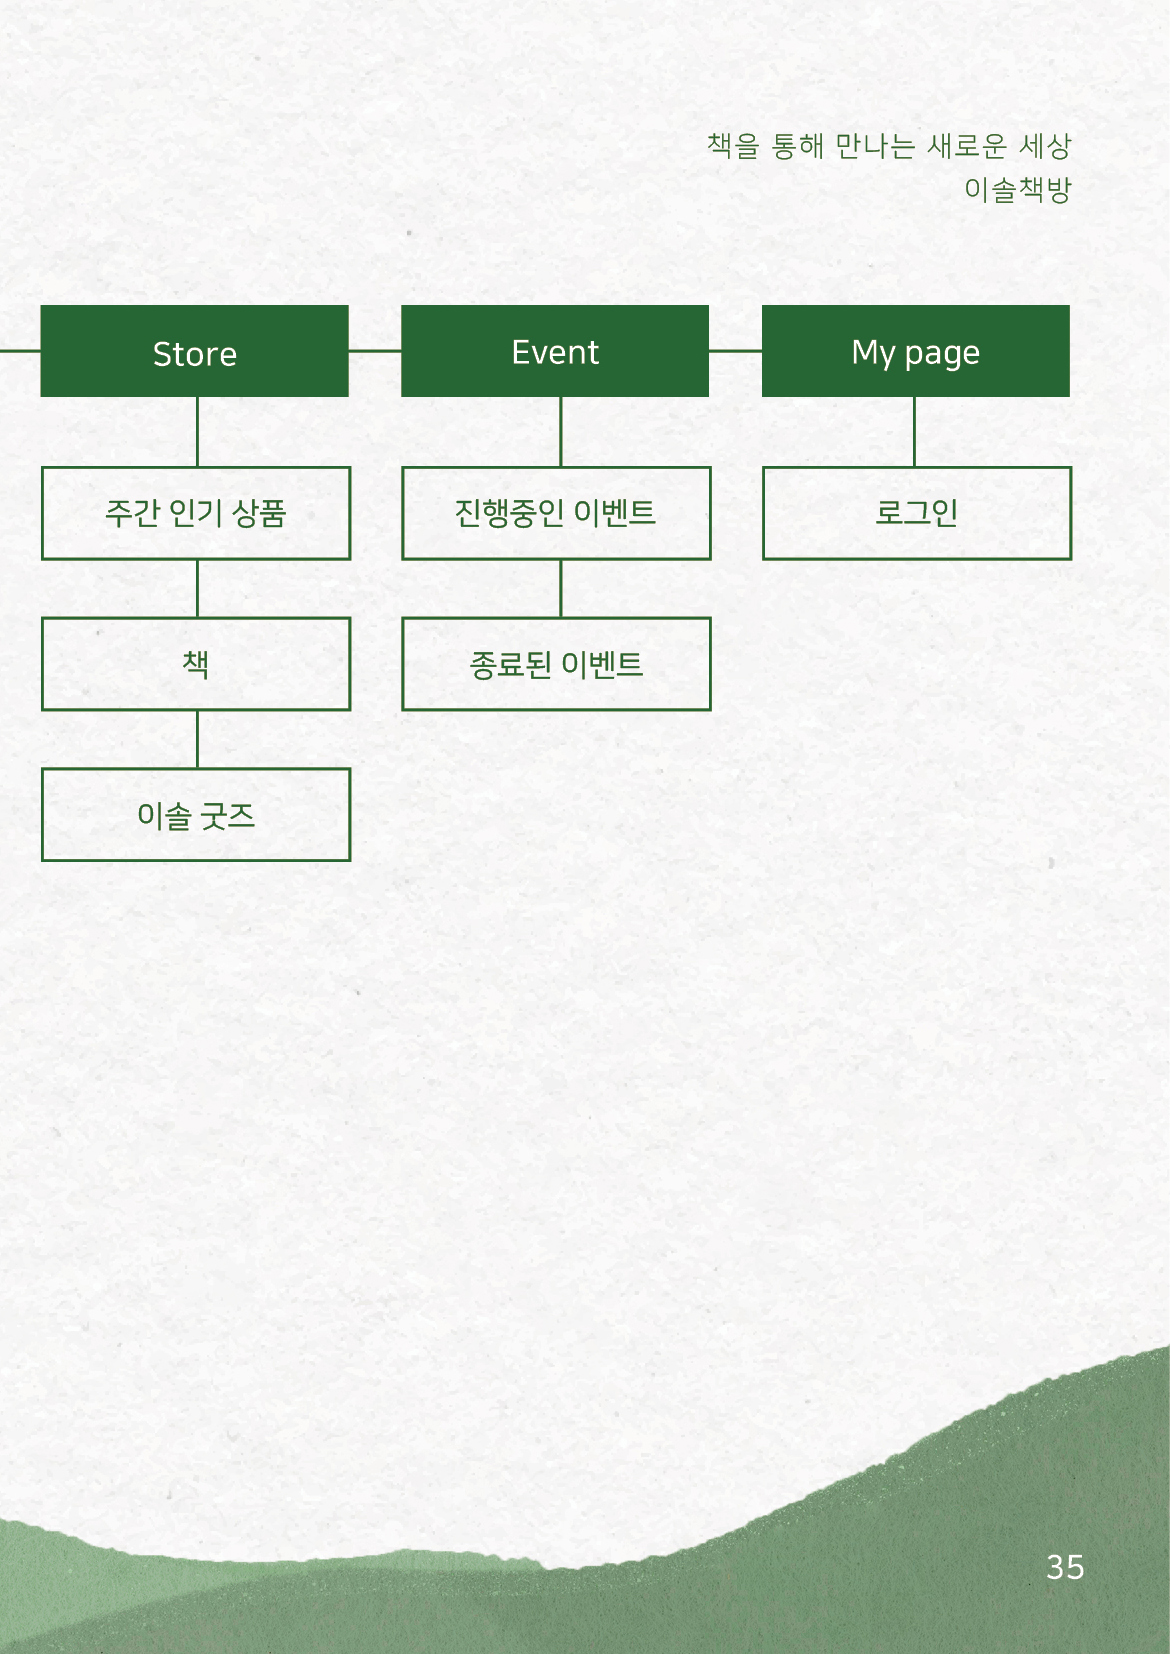 책을 통해 만나는 새로운 세상
이솔책방
Store
Event
My page
주간 인기 상품
진행중인 이벤트
로그인
책
종료된 이벤트
이솔 굿즈
35